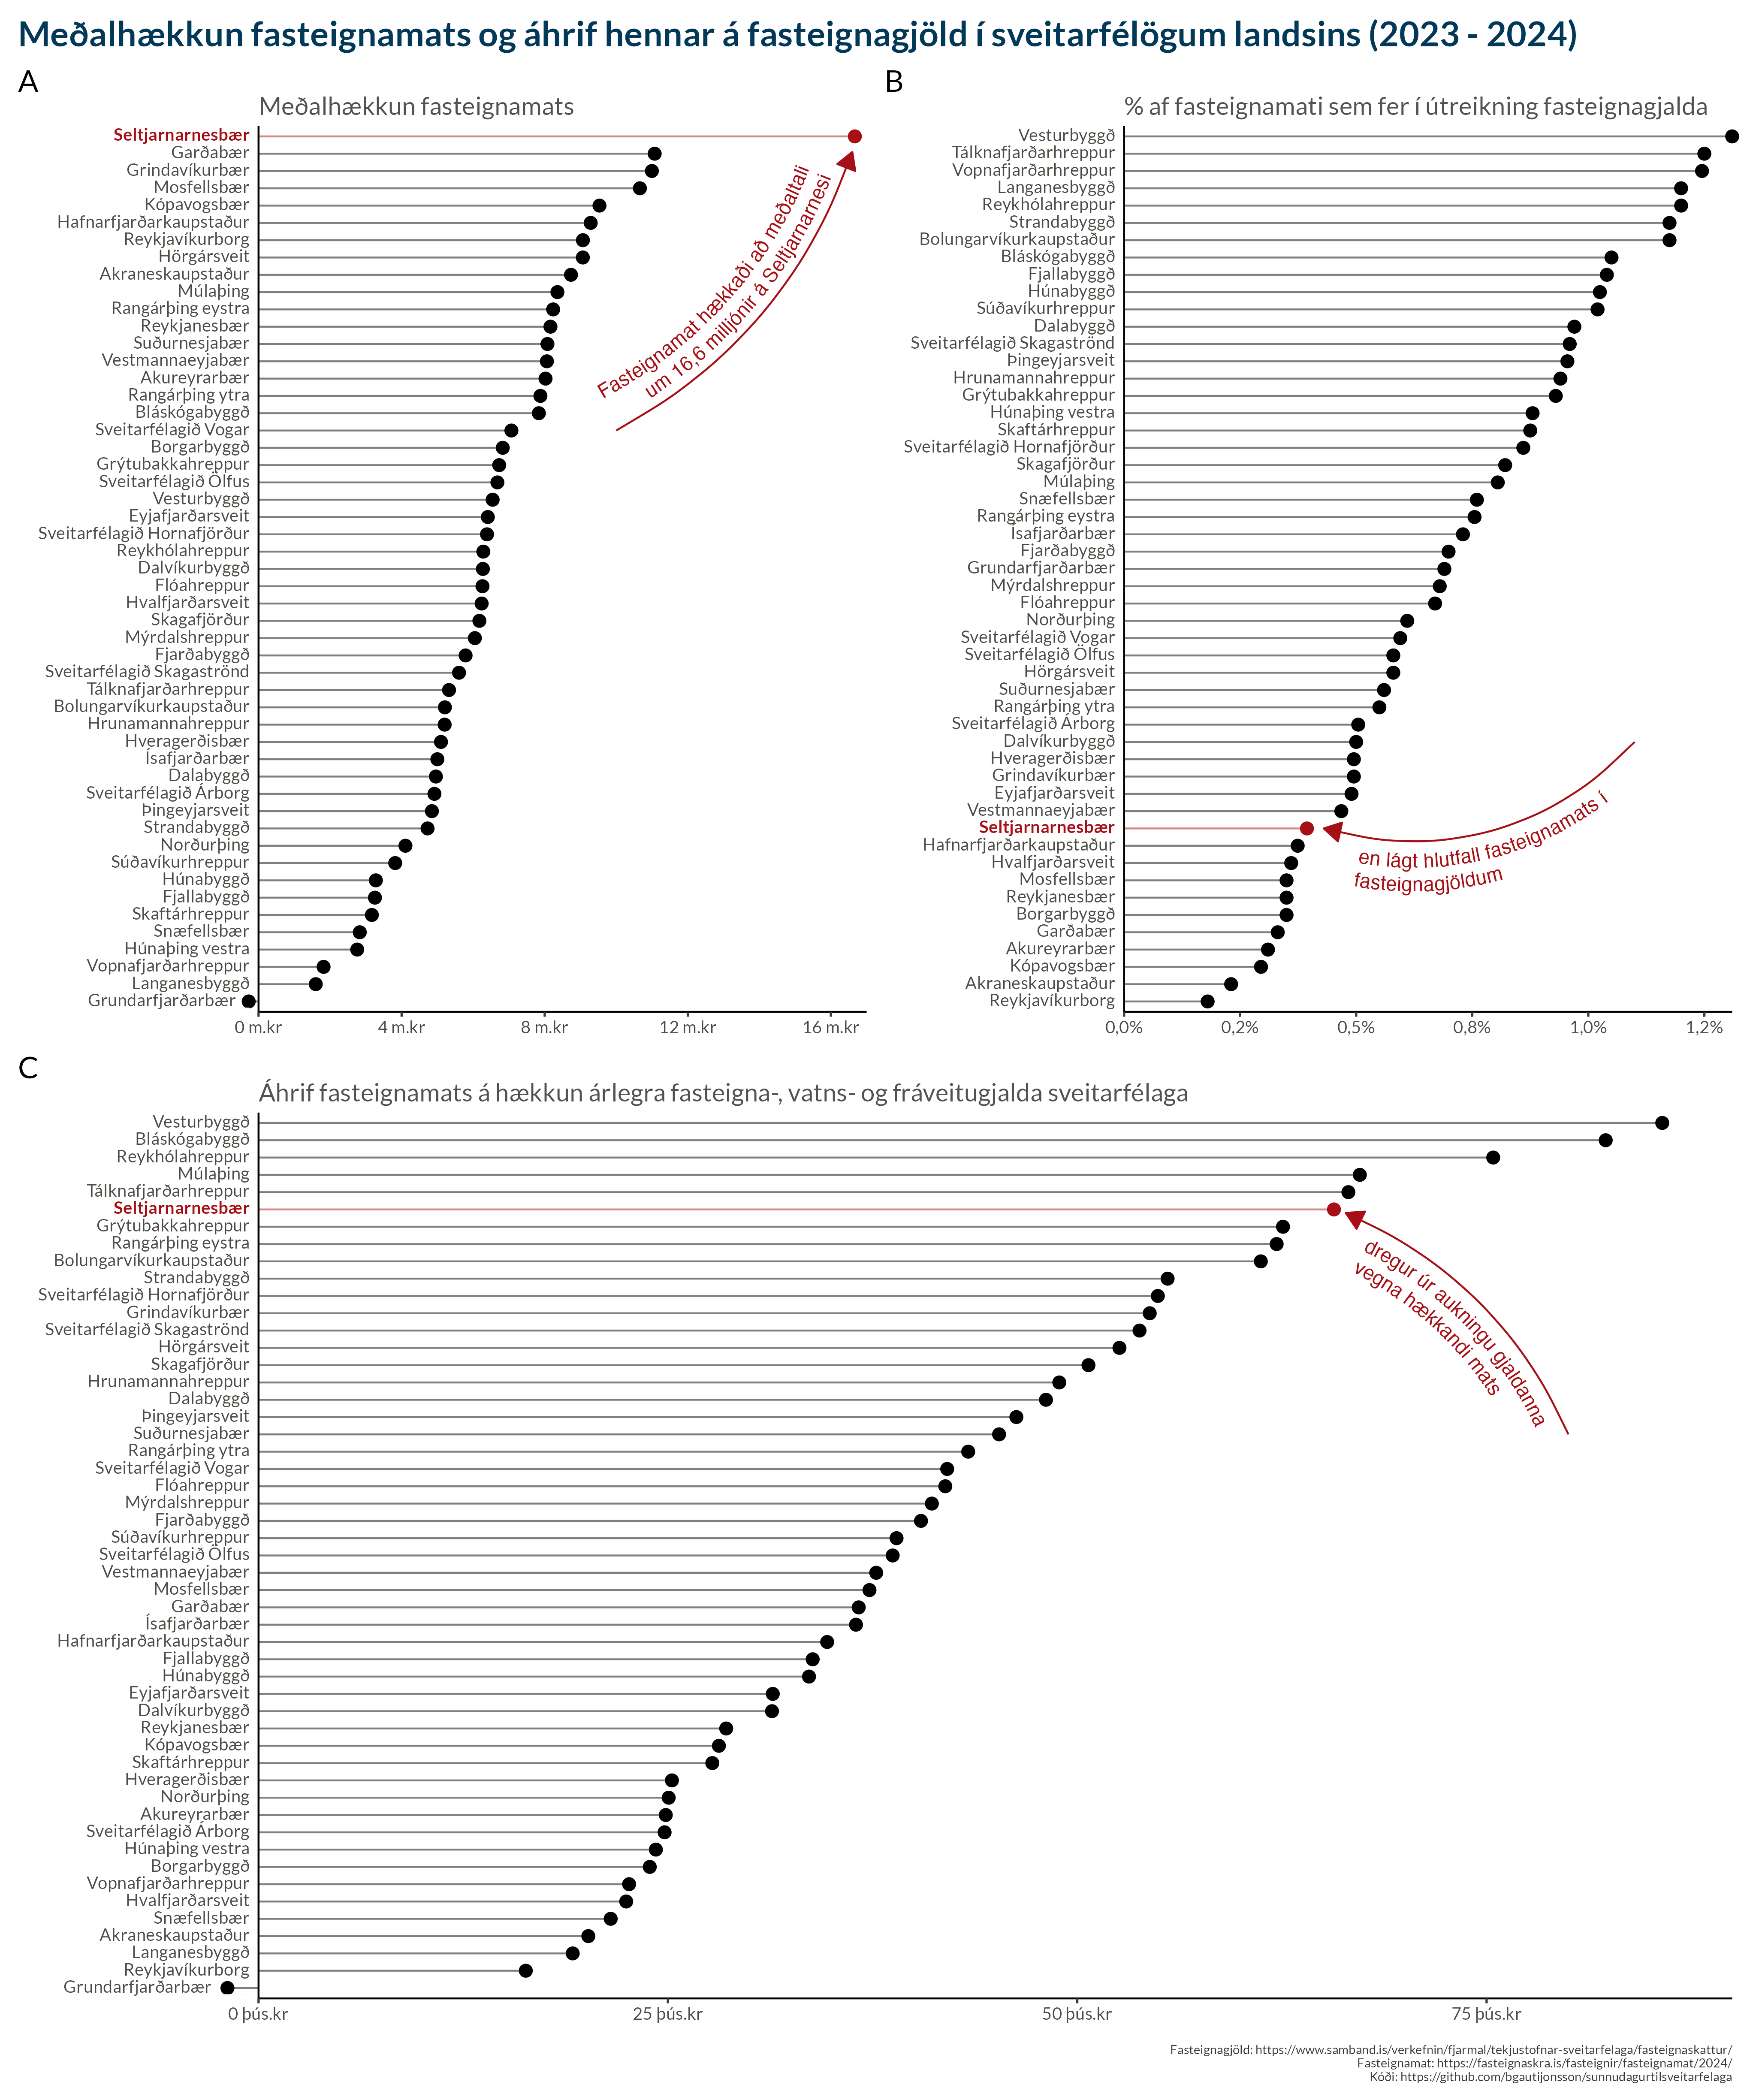 Meðalhækkun fasteignamats og áhrif hennar á fasteignagjöld í sveitarfélögum landsins (2023 - 2024)
A
Meðalhækkun fasteignamats
Seltjarnarnesbær
Garðabær
Grindavíkurbær
Mosfellsbær
Kópavogsbær
Hafnarfjarðarkaupstaður
Reykjavíkurborg
Hörgársveit
Akraneskaupstaður
Múlaþing
Rangárþing eystra
Reykjanesbær
Suðurnesjabær
Vestmannaeyjabær
Akureyrarbær
Rangárþing ytra
Bláskógabyggð
Sveitarfélagið Vogar
Borgarbyggð
Grýtubakkahreppur
Sveitarfélagið Ölfus
Vesturbyggð
Eyjafjarðarsveit
Sveitarfélagið Hornafjörður
Reykhólahreppur
Dalvíkurbyggð
Flóahreppur
Hvalfjarðarsveit
Skagafjörður
Mýrdalshreppur
Fjarðabyggð
Sveitarfélagið Skagaströnd
Tálknafjarðarhreppur
Bolungarvíkurkaupstaður
Hrunamannahreppur
Hveragerðisbær
Ísafjarðarbær
Dalabyggð
Sveitarfélagið Árborg
Þingeyjarsveit
Strandabyggð
Norðurþing
Súðavíkurhreppur
Húnabyggð
Fjallabyggð
Skaftárhreppur
Snæfellsbær
Húnaþing vestra
Vopnafjarðarhreppur
Langanesbyggð
Grundarfjarðarbær
0 m.kr 4 m.kr 8 m.kr 12 m.kr 16 m.kr
Fasteignamat hækkaði að meðaltali
um 16,6 milljónir á Seltjarnarnesi
B
% af fasteignamati sem fer í útreikning fasteignagjalda
Vesturbyggð
Tálknafjarðarhreppur
Vopnafjarðarhreppur
Langanesbyggð
Reykhólahreppur
Strandabyggð
Bolungarvíkurkaupstaður
Bláskógabyggð
Fjallabyggð
Húnabyggð
Súðavíkurhreppur
Dalabyggð
Sveitarfélagið Skagaströnd
Þingeyjarsveit
Hrunamannahreppur
Grýtubakkahreppur
Húnaþing vestra
Skaftárhreppur
Sveitarfélagið Hornafjörður
Skagafjörður
Múlaþing
Snæfellsbær
Rangárþing eystra
Ísafjarðarbær
Fjarðabyggð
Grundarfjarðarbær
Mýrdalshreppur
Flóahreppur
Norðurþing
Sveitarfélagið Vogar
Sveitarfélagið Ölfus
Hörgársveit
Suðurnesjabær
Rangárþing ytra
Sveitarfélagið Árborg
Dalvíkurbyggð
Hveragerðisbær
Grindavíkurbær
Eyjafjarðarsveit
Vestmannaeyjabær
Seltjarnarnesbær
Hafnarfjarðarkaupstaður
Hvalfjarðarsveit
Mosfellsbær
Reykjanesbær
Borgarbyggð
Garðabær
Akureyrarbær
Kópavogsbær
Akraneskaupstaður
Reykjavíkurborg
0,0% 0,2% 0,5% 0,8% 1,0% 1,2%
en lágt hlutfall fasteignamats í
fasteignagjöldum
C
Áhrif fasteignamats á hækkun árlegra fasteigna-, vatns- og fráveitugjalda sveitarfélaga
Vesturbyggð
Bláskógabyggð
Reykhólahreppur
Múlaþing
Tálknafjarðarhreppur
Seltjarnarnesbær
Grýtubakkahreppur
Rangárþing eystra
Bolungarvíkurkaupstaður
Strandabyggð
Sveitarfélagið Hornafjörður
Grindavíkurbær
Sveitarfélagið Skagaströnd
Hörgársveit
Skagafjörður
Hrunamannahreppur
Dalabyggð
Þingeyjarsveit
Suðurnesjabær
Rangárþing ytra
Sveitarfélagið Vogar
Flóahreppur
Mýrdalshreppur
Fjarðabyggð
Súðavíkurhreppur
Sveitarfélagið Ölfus
Vestmannaeyjabær
Mosfellsbær
Garðabær
Ísafjarðarbær
Hafnarfjarðarkaupstaður
Fjallabyggð
Húnabyggð
Eyjafjarðarsveit
Dalvíkurbyggð
Reykjanesbær
Kópavogsbær
Skaftárhreppur
Hveragerðisbær
Norðurþing
Akureyrarbær
Sveitarfélagið Árborg
Húnaþing vestra
Borgarbyggð
Vopnafjarðarhreppur
Hvalfjarðarsveit
Snæfellsbær
Akraneskaupstaður
Langanesbyggð
Reykjavíkurborg
Grundarfjarðarbær
0 þús.kr 25 þús.kr 50 þús.kr 75 þús.kr
dregur úr aukningu gjaldanna
vegna hækkandi mats
Fasteignagjöld: https://www.samband.is/verkefnin/fjarmal/tekjustofnar-sveitarfelaga/fasteignaskattur/
Fasteignamat: https://fasteignaskra.is/fasteignir/fasteignamat/2024/
Kóði: https://github.com/bgautijonsson/sunnudagurtilsveitarfelaga